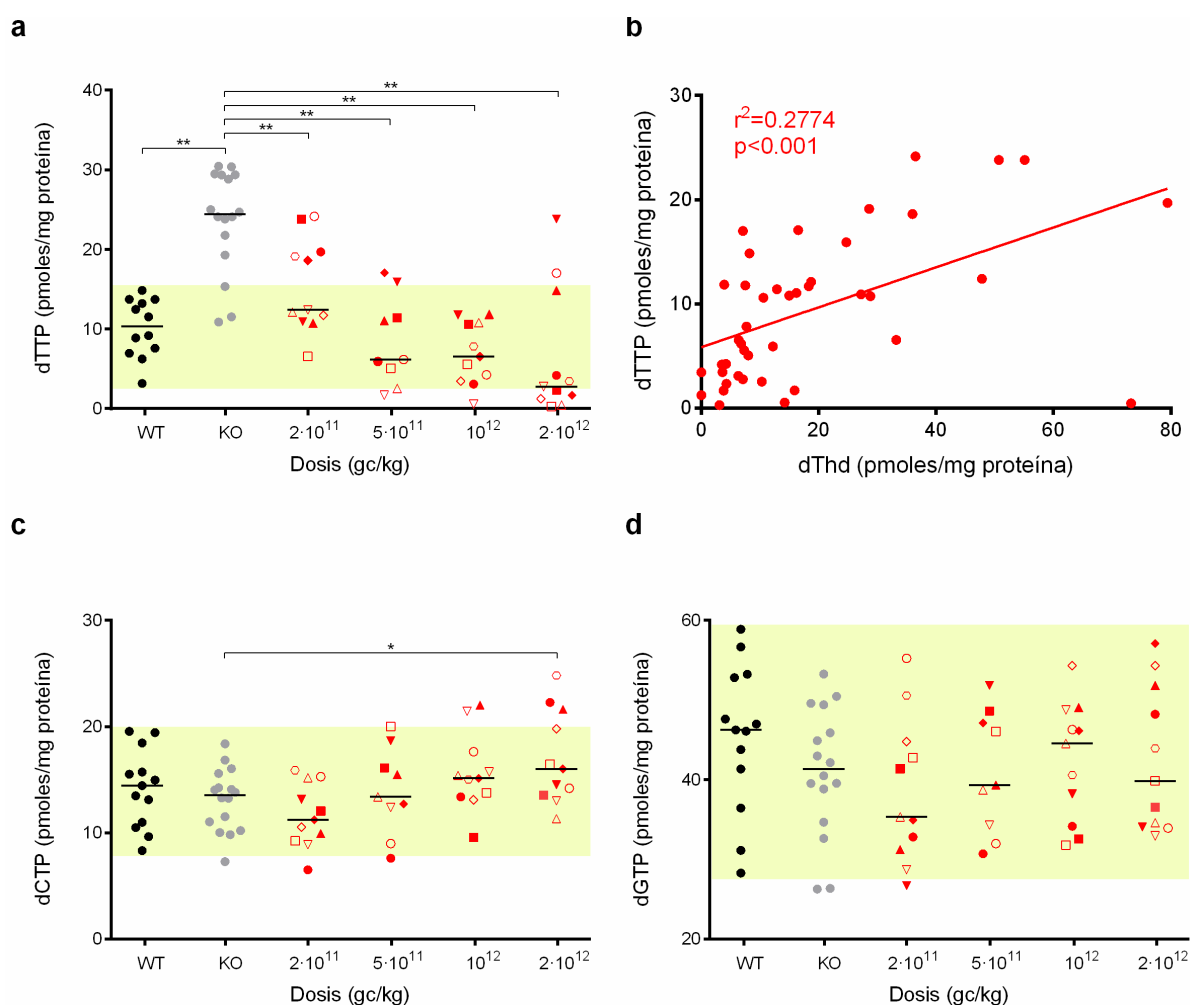 a
dTTP (pmoles/mg proteína)
40
30
20
10
0
**
**
**
**
**
WT KO 2·10¹¹ 5·10¹¹ 10¹² 2·10¹²
Dosis (gc/kg)
b
dTTP (pmoles/mg proteína)
30
20
10
0
r²=0.2774
p<0.001
0 20 40 60 80
dThd (pmoles/mg proteína)
c
dCTP (pmoles/mg proteína)
30
20
10
0
*
WT KO 2·10¹¹ 5·10¹¹ 10¹² 2·10¹²
Dosis (gc/kg)
d
dGTP (pmoles/mg proteína)
60
40
20
WT KO 2·10¹¹ 5·10¹¹ 10¹² 2·10¹²
Dosis (gc/kg)